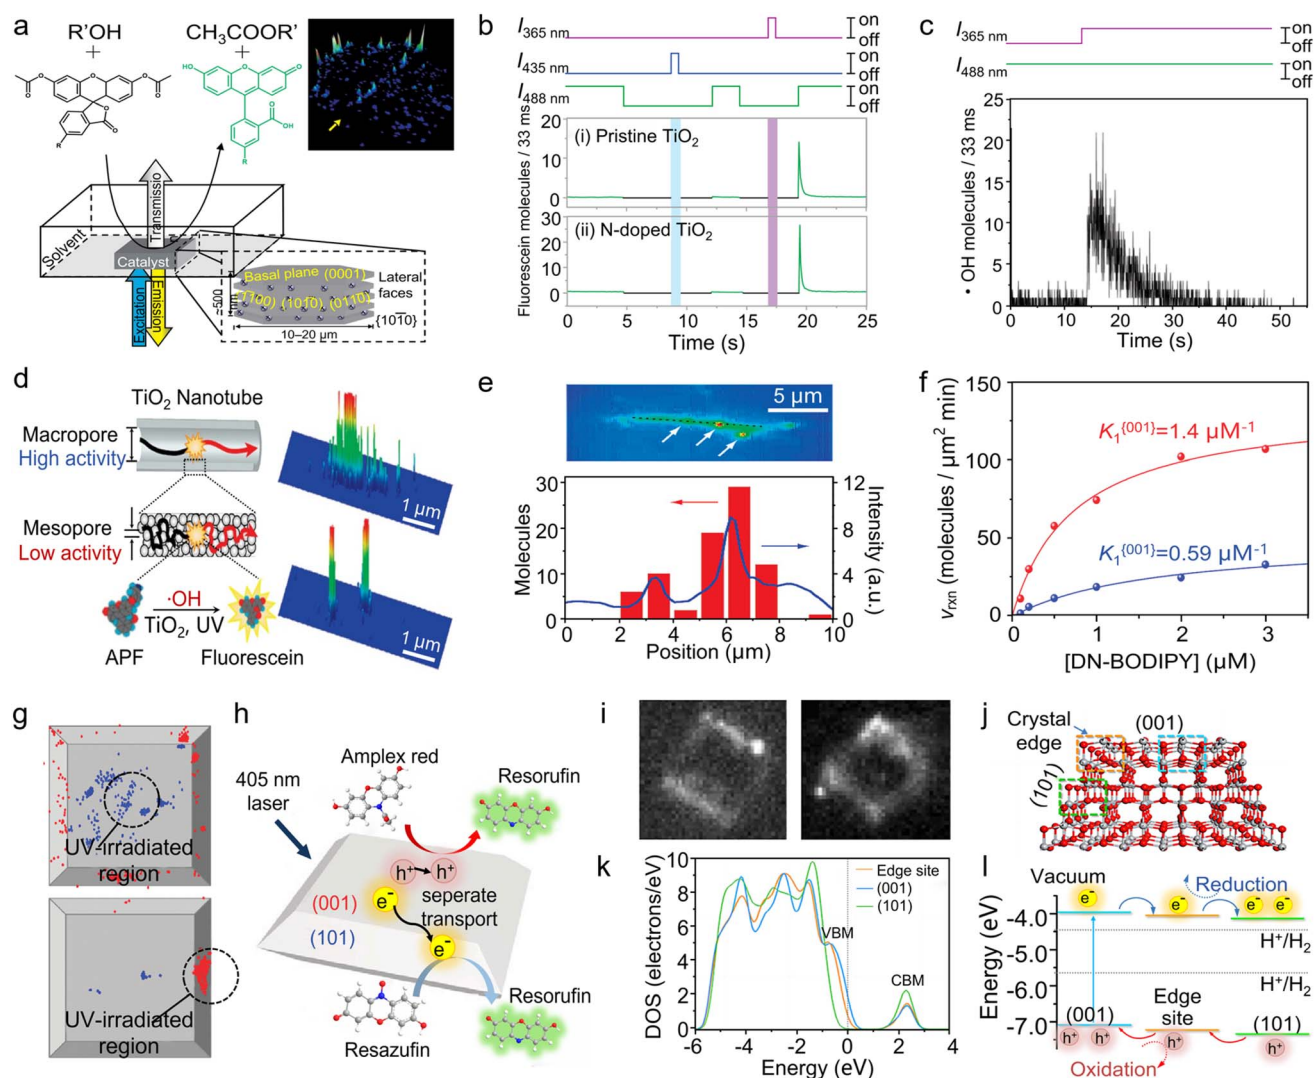 a
R'OH
+
CH₃COOR'
+
O
O
O
O
O
O
O
R
HO
O
O
O
OH
R
Solvent
Transmissio
Catalyst
Excitation
Emission
Basal plane (0001)
(1̄100) (101̄0), (011̄0)
~500
nm
Lateral
faces
{101̄0}
10–20 μm
b
I365 nm
on
off
I435 nm
on
off
I488 nm
on
off
Fluorescein molecules / 33 ms
20
10
0
(i) Pristine TiO₂
30
20
10
0
(ii) N-doped TiO₂
0 5 10 15 20 25
Time (s)
c
I365 nm
on
off
I488 nm
on
off
• OH molecules / 33 ms
25
20
15
10
5
0
0 10 20 30 40 50
Time (s)
d
TiO₂ Nanotube
Macropore
High activity
Mesopore
Low activity
·OH
TiO₂, UV
APF
Fluorescein
1 μm
1 μm
e
5 μm
Molecules
30
20
10
0
12
8
4
0
Intensity (a.u.)
0 2 4 6 8 10
Position (μm)
f
vrxn (molecules / μm² min)
150
100
50
0
K₁{001}=1.4 μM-1
K₁{001}=0.59 μM-1
0 1 2 3
[DN-BODIPY] (μM)
g
UV-irradiated
region
UV-irradiated
region
h
405 nm
laser
Amplex red
Resorufin
h⁺
h⁺
seperate
transport
e⁻
(001)
(101)
e⁻
Resorufin
Resazufin
i
j
Crystal
edge
(001)
(101)
k
DOS (electrons/eV)
10
8
6
4
2
0
Edge site
(001)
(101)
VBM
CBM
-6 -4 -2 0 2 4
Energy (eV)
l
Vacuum
Reduction
e⁻
e⁻
e⁻
e⁻
Energy (eV)
-4.0
-5.0
-6.0
-7.0
H⁺/H₂
H⁺/H₂
(001)
Edge
site
(101)
h⁺
h⁺
h⁺
h⁺
Oxidation